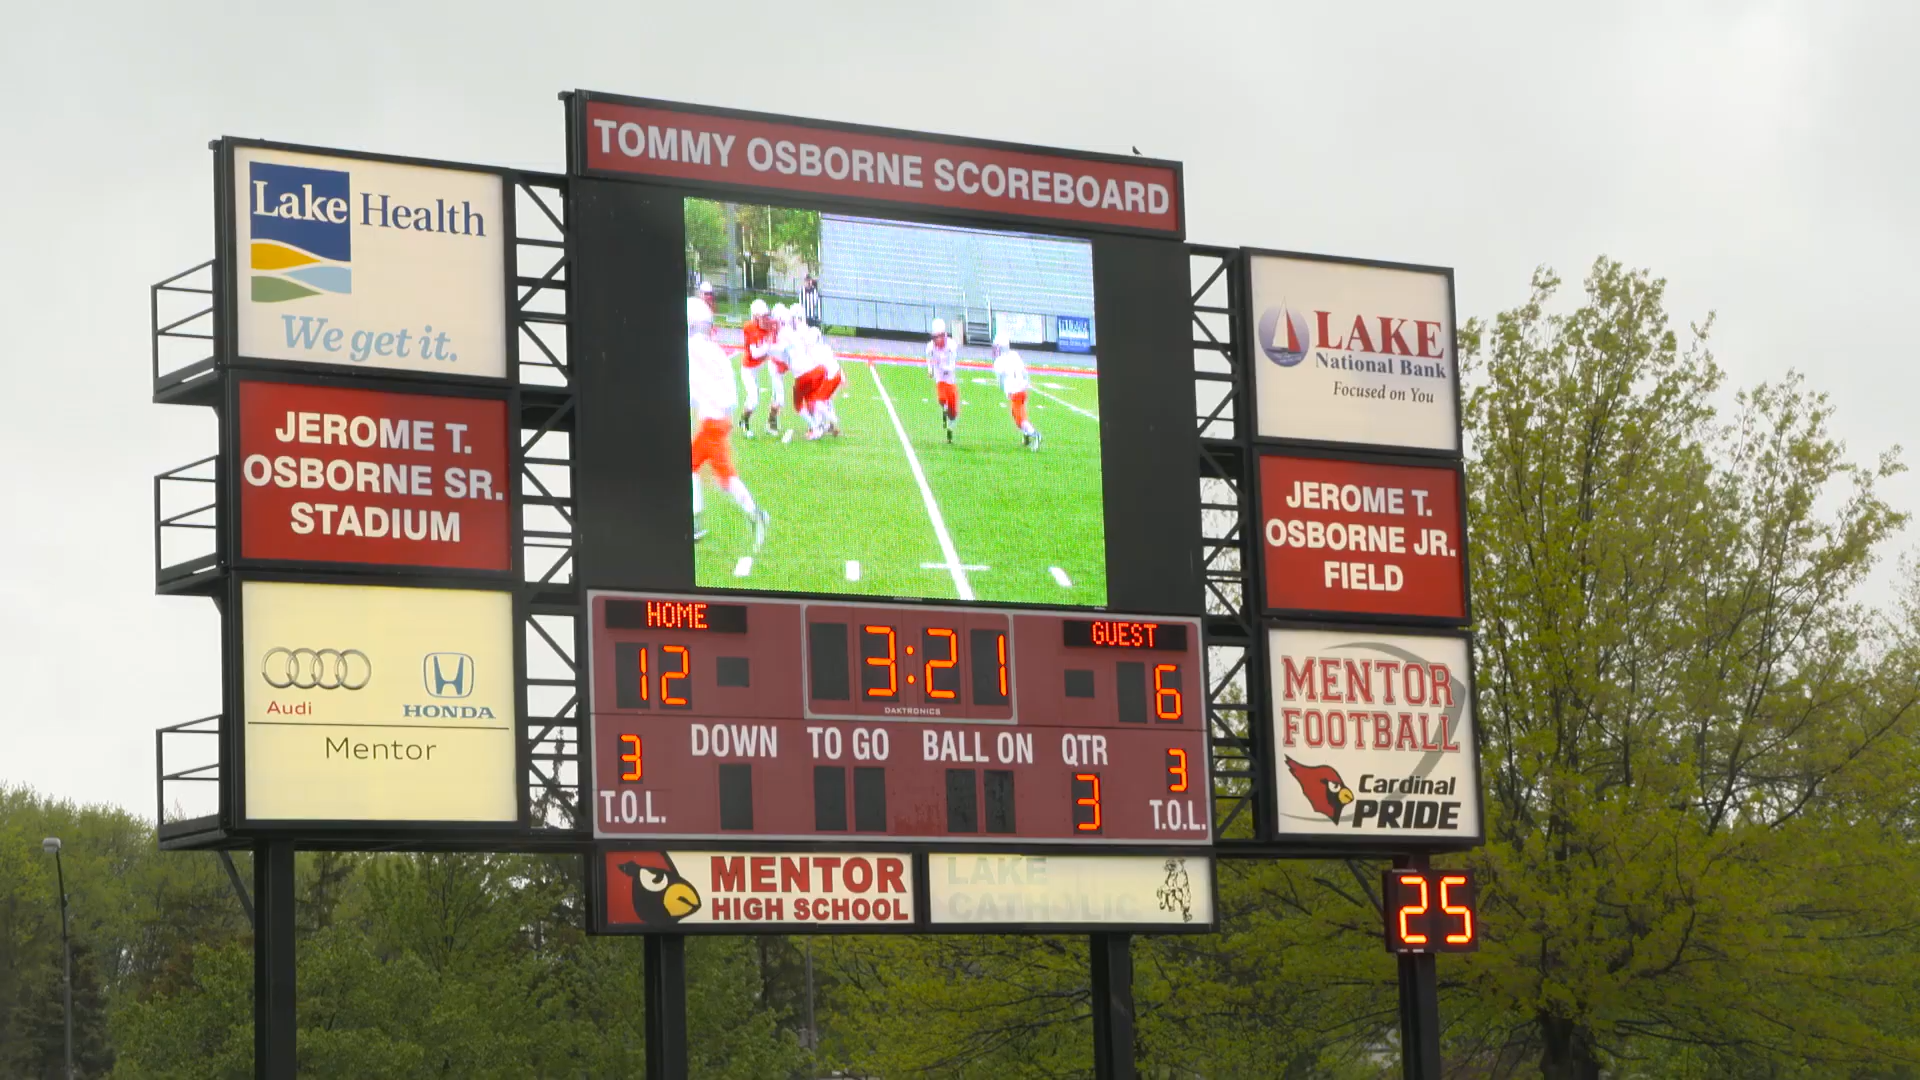 TOMMY OSBORNE SCOREBOARD
Lake Health
We get it.
JEROME T.
OSBORNE SR.
STADIUM
Audi
HONDA
Mentor
HOME
12
3:21
DAKTRONICS
GUEST
6
DOWN
TO GO
BALL ON
QTR
3
T.O.L.
3
3
T.O.L.
LAKE
National Bank
Focused on You
JEROME T.
OSBORNE JR.
FIELD
MENTOR
FOOTBALL
Cardinal
PRIDE
MENTOR
HIGH SCHOOL
LAKE
CATHOLIC
25